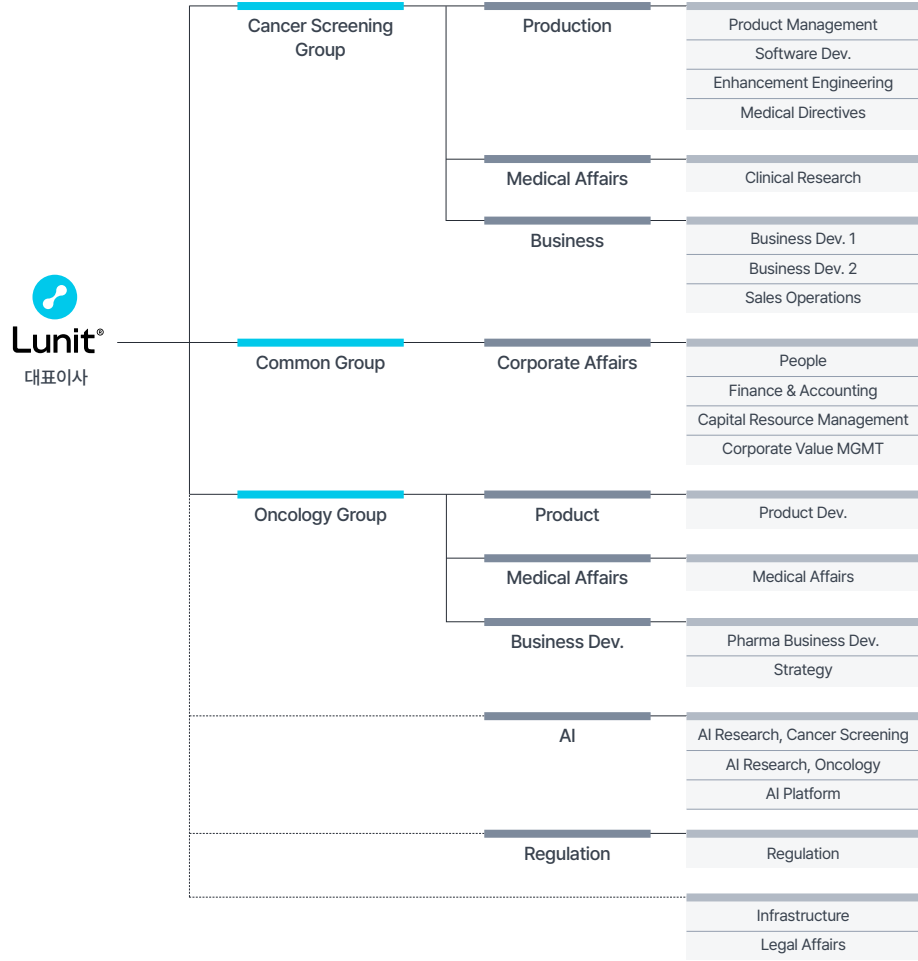 Cancer Screening
Group
Production
Product Management
Software Dev.
Enhancement Engineering
Medical Directives
Medical Affairs
Clinical Research
Business
Business Dev. 1
Business Dev. 2
Sales Operations
Lunit®
대표이사
Common Group
Corporate Affairs
People
Finance & Accounting
Capital Resource Management
Corporate Value MGMT
Oncology Group
Product
Product Dev.
Medical Affairs
Medical Affairs
Business Dev.
Pharma Business Dev.
Strategy
AI
AI Research, Cancer Screening
AI Research, Oncology
AI Platform
Regulation
Regulation
Infrastructure
Legal Affairs